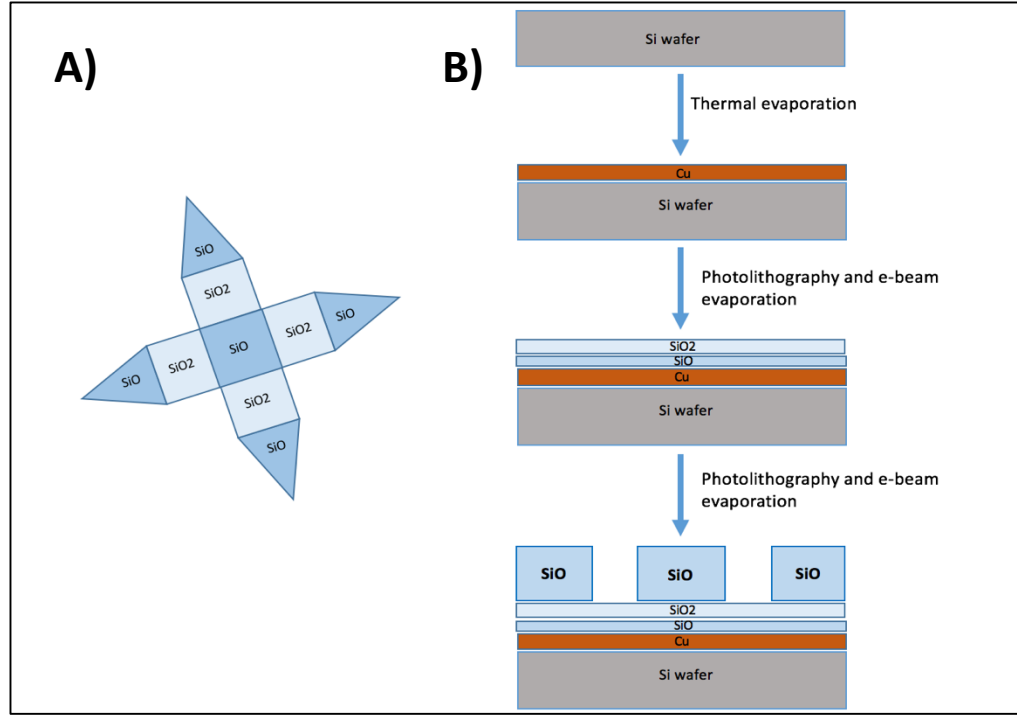 A)
SiO
SiO2
SiO2
SiO
SiO
SiO2
SiO
SiO2
SiO
B)
Si wafer
Thermal evaporation
Cu
Si wafer
Photolithography and e-beam
evaporation
SiO2
SiO
Cu
Si wafer
Photolithography and e-beam
evaporation
SiO SiO SiO
SiO2
SiO
Cu
Si wafer